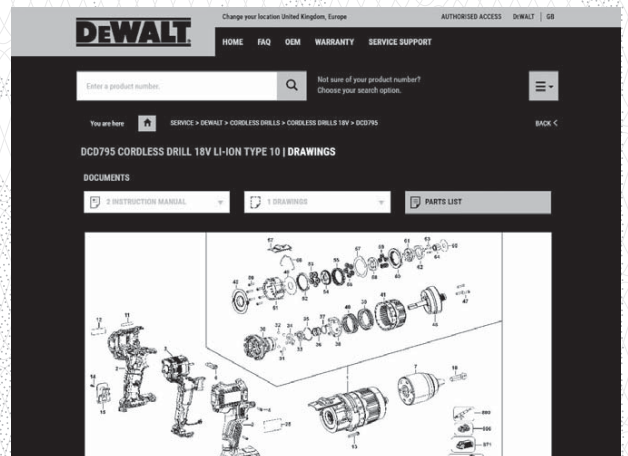 Change your location United Kingdom, Europe
AUTHORISED ACCESS DEWALT | GB
DEWALT
HOME FAQ OEM WARRANTY SERVICE SUPPORT
Enter a product number.
Not sure of your product number?
Choose your search option.
You are here
SERVICE > DEWALT > CORDLESS DRILLS > CORDLESS DRILLS 18V > DCD795
BACK <
DCD795 CORDLESS DRILL 18V LI-ION TYPE 10 | DRAWINGS
DOCUMENTS
2 INSTRUCTION MANUAL
1 DRAWINGS
PARTS LIST